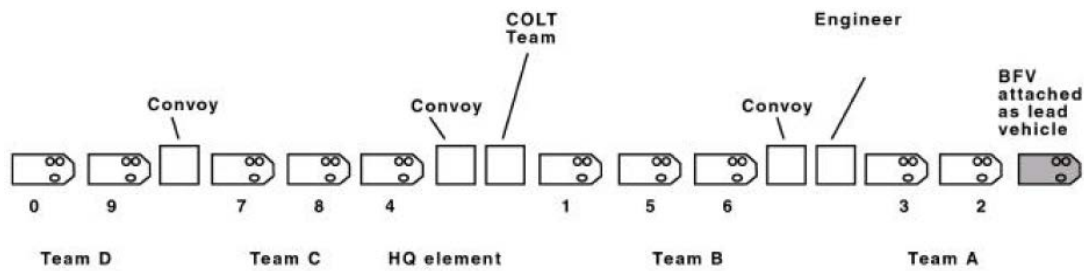 COLT
Team
Engineer
BFV
attached
as lead
vehicle
Convoy
Convoy
Convoy
0 9 7 8 4 1 5 6 3 2
Team D Team C HQ element Team B Team A